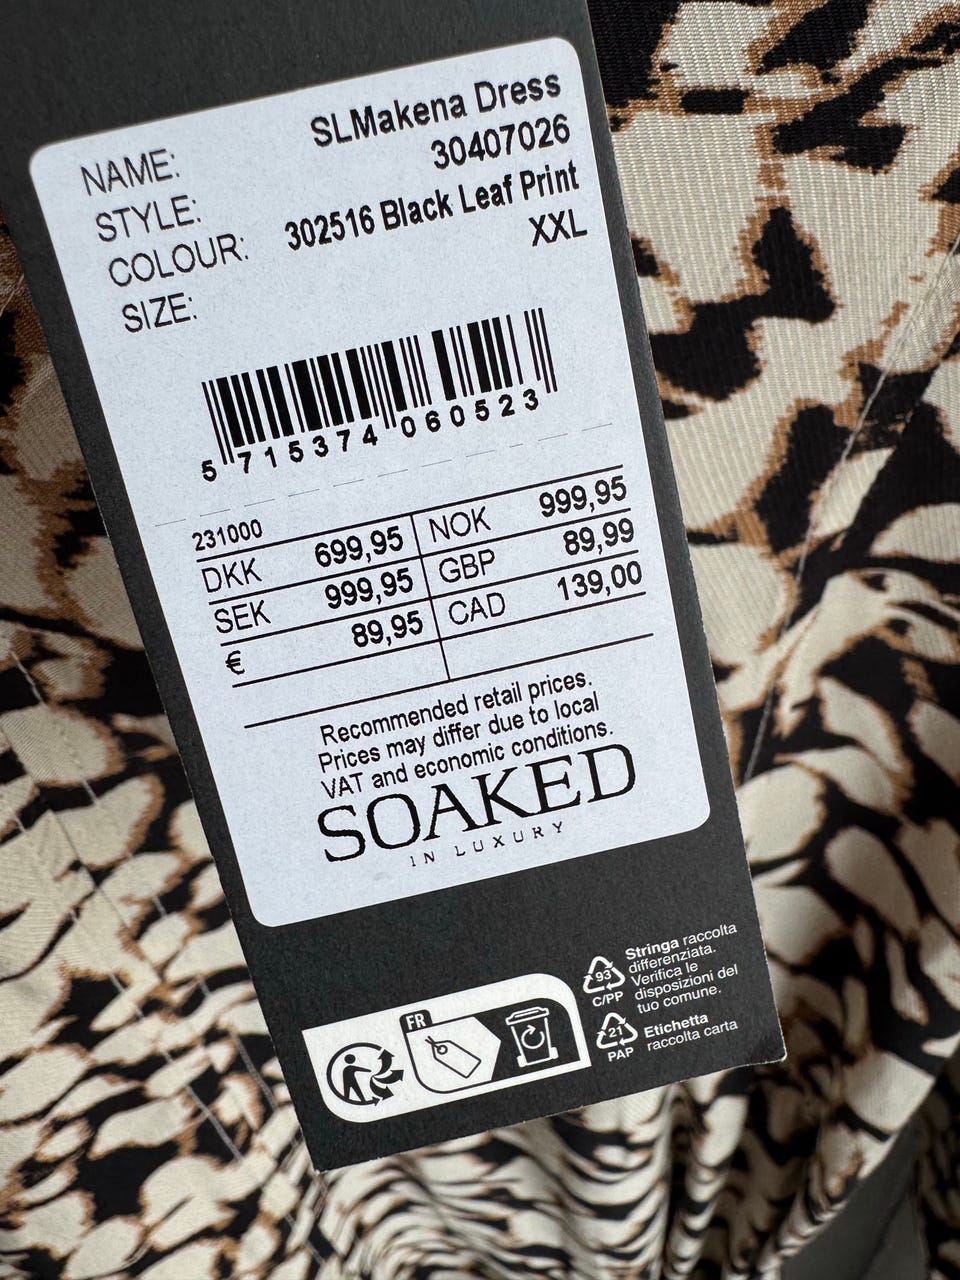 NAME: SLMakena Dress
STYLE: 30407026
COLOUR: 302516 Black Leaf Print
SIZE: XXL
5 715374 060523
231000
DKK 699,95 NOK 999,95
SEK 999,95 GBP 89,99
€ 89,95 CAD 139,00
Recommended retail prices.
Prices may differ due to local
VAT and economic conditions.
SOAKED
IN LUXURY
FR
93
C/PP
Stringa raccolta
differenziata.
Verifica le
disposizioni del
tuo comune.
21
PAP
Etichetta
raccolta carta